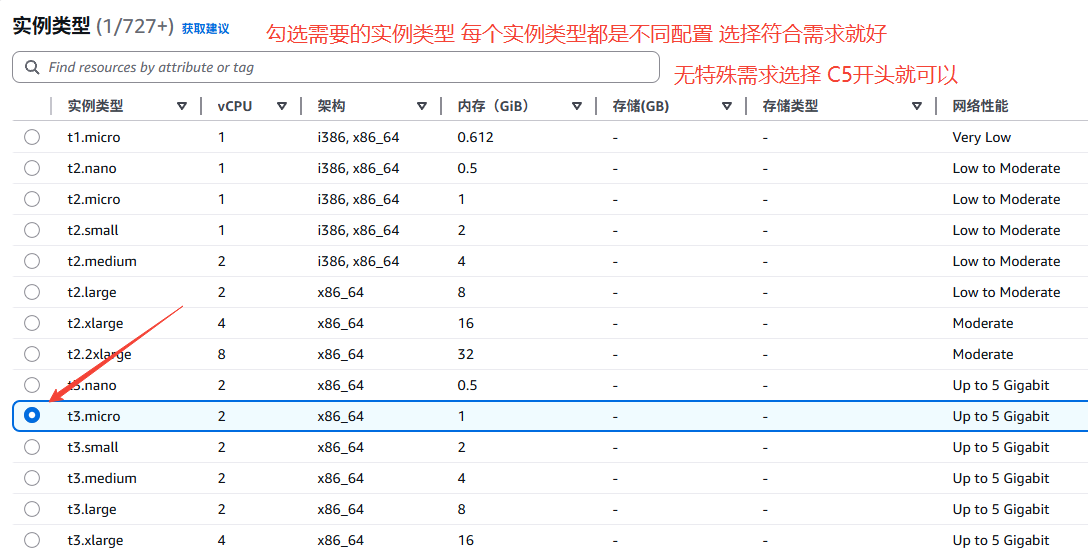 实例类型 (1/727+) 获取建议
勾选需要的实例类型 每个实例类型都是不同配置 选择符合需求就好
Find resources by attribute or tag
无特殊需求选择 C5开头就可以
实例类型 vCPU 架构 内存（GiB） 存储(GB) 存储类型 网络性能
t1.micro 1 i386, x86_64 0.612 - - Very Low
t2.nano 1 i386, x86_64 0.5 - - Low to Moderate
t2.micro 1 i386, x86_64 1 - - Low to Moderate
t2.small 1 i386, x86_64 2 - - Low to Moderate
t2.medium 2 i386, x86_64 4 - - Low to Moderate
t2.large 2 x86_64 8 - - Low to Moderate
t2.xlarge 4 x86_64 16 - - Moderate
t2.2xlarge 8 x86_64 32 - - Moderate
t3.nano 2 x86_64 0.5 - - Up to 5 Gigabit
t3.micro 2 x86_64 1 - - Up to 5 Gigabit
t3.small 2 x86_64 2 - - Up to 5 Gigabit
t3.medium 2 x86_64 4 - - Up to 5 Gigabit
t3.large 2 x86_64 8 - - Up to 5 Gigabit
t3.xlarge 4 x86_64 16 - - Up to 5 Gigabit